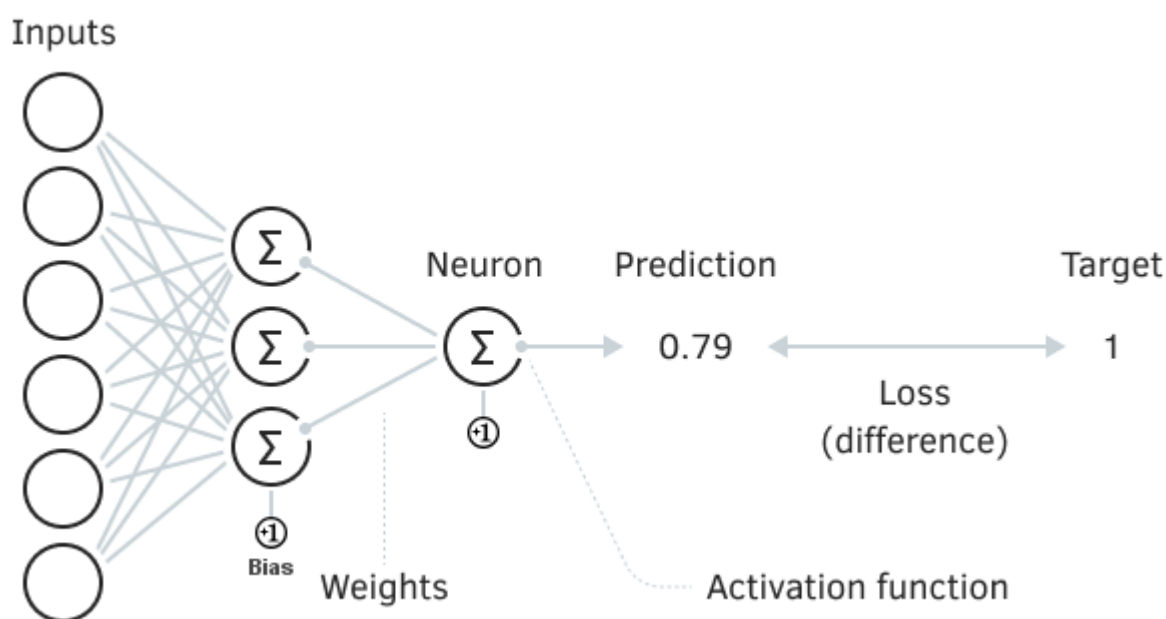 Inputs
Σ
Neuron
Prediction
Target
Σ
Σ
0.79
1
Loss
(difference)
Σ
+1
+1
Bias
Weights
Activation function